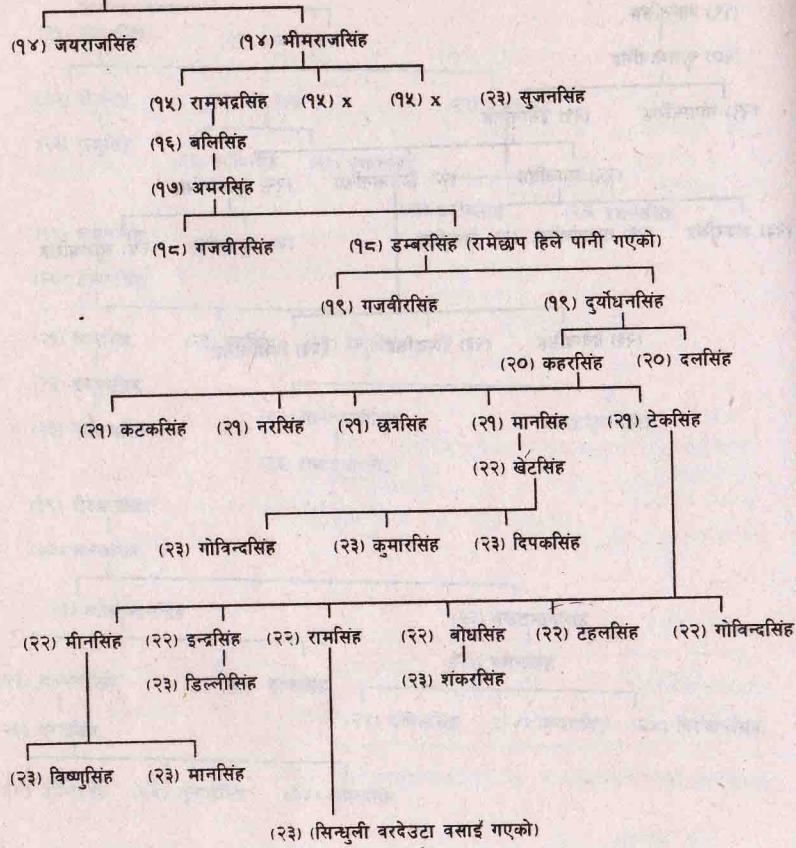 (१४) जयराजसिंह (१४) भीमराजसिंह
(१५) रामभद्रसिंह (१५) x (१५) x (२३) सुजनसिंह
(१६) बलिसिंह
(१७) अमरसिंह
(१८) गजवीरसिंह (१८) डम्बरसिंह (रामेछाप हिले पानी गएको)
(१९) गजवीरसिंह (१९) दुर्योधनसिंह
(२०) कहरसिंह (२०) दलसिंह
(२१) कटकसिंह (२१) नरसिंह (२१) छत्रसिंह (२१) मानसिंह (२१) टेकसिंह
(२२) खेटसिंह
(२३) गोविन्दसिंह (२३) कुमारसिंह (२३) दिपकसिंह
(२२) मीनसिंह (२२) इन्द्रसिंह (२२) रामसिंह (२२) बोधसिंह (२२) टहलसिंह (२२) गोविन्दसिंह
(२३) डिल्लीसिंह (२३) शंकरसिंह
(२३) विष्णुसिंह (२३) मानसिंह
(२३) (सिन्धुली वरदेउटा वसाई गएको)